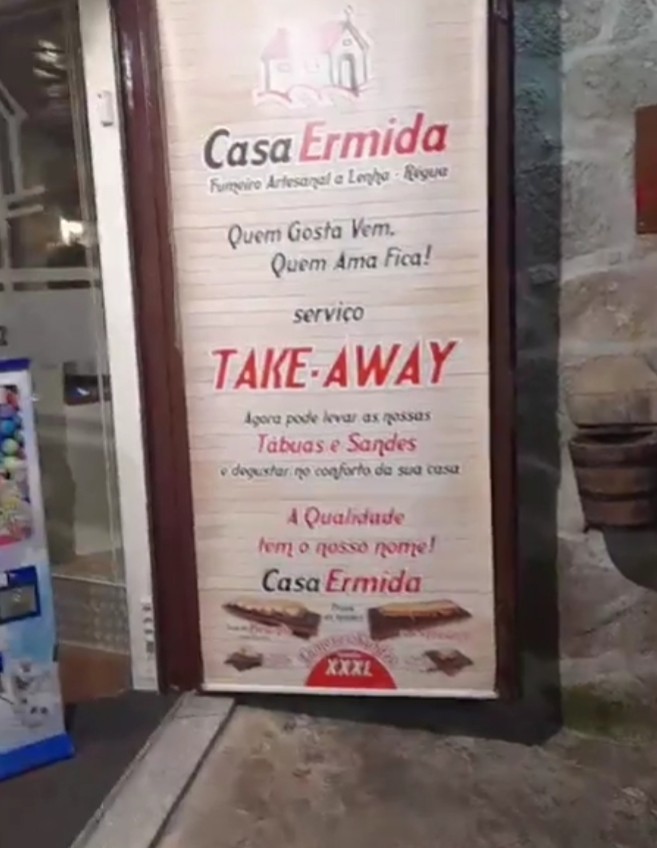 Casa Ermida
Fumeiro Artesanal a Lenha - Régua
Quem Gosta Vem,
Quem Ama Fica!
serviço
TAKE-AWAY
Agora pode levar as nossas
Tábuas e Sandes
e degustar no conforto da sua casa
A Qualidade
tem o nosso nome!
Casa Ermida
XXXL